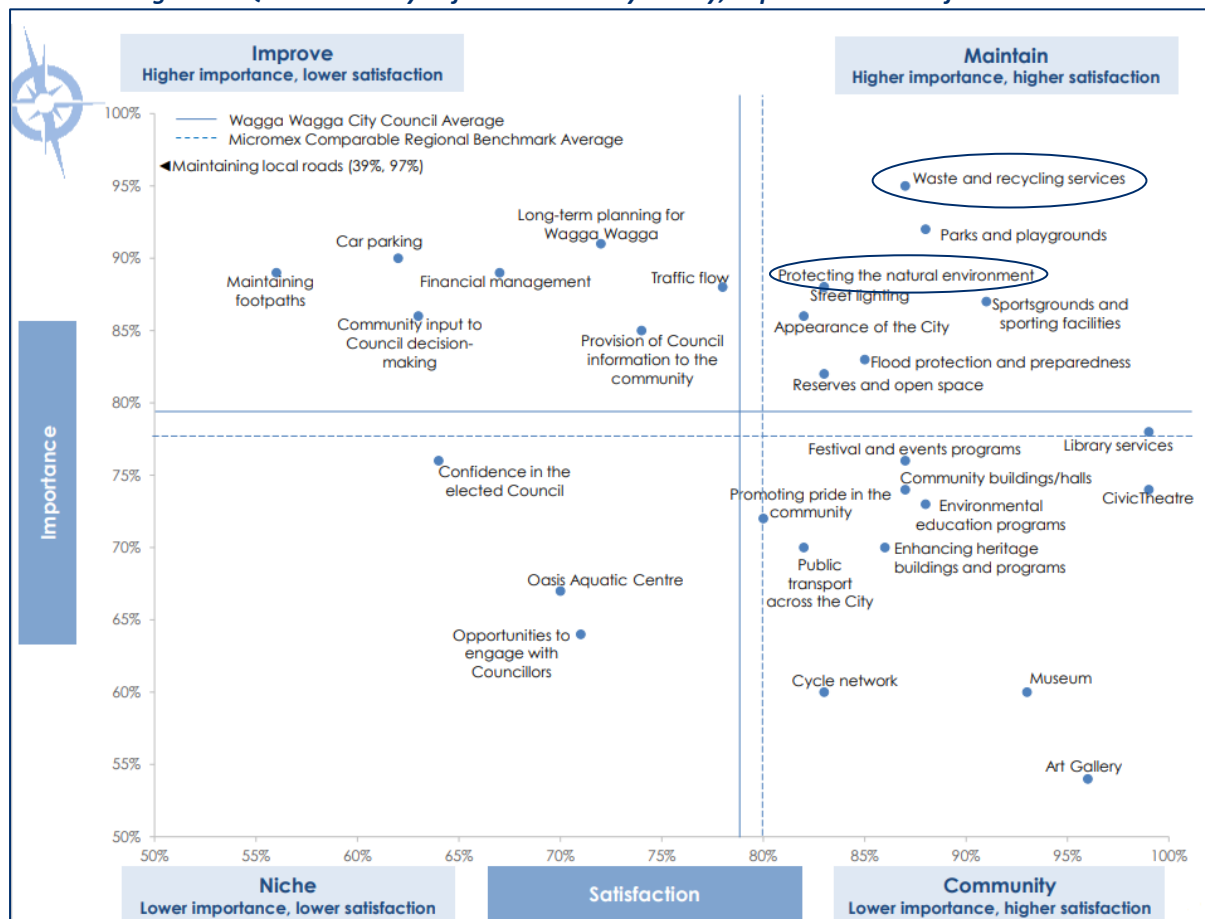 Improve
Higher importance, lower satisfaction
Maintain
Higher importance, higher satisfaction
100%
Wagga Wagga City Council Average
Micromex Comparable Regional Benchmark Average
◄Maintaining local roads (39%, 97%)
Waste and recycling services
95%
Long-term planning for
Wagga Wagga
Parks and playgrounds
Car parking
90%
Maintaining
footpaths
Financial management
Traffic flow
Protecting the natural environment
Street lighting
Sportsgrounds and
sporting facilities
85%
Community input to
Council decision-
making
Provision of Council
information to the
community
Appearance of the City
Flood protection and preparedness
Reserves and open space
80%
Library services
Festival and events programs
75%
Confidence in the
elected Council
Community buildings/halls
CivicTheatre
Promoting pride in the
community
Environmental
education programs
70%
Enhancing heritage
buildings and programs
Public
transport
across the City
Oasis Aquatic Centre
65%
Opportunities to
engage with
Councillors
60%
Cycle network
Museum
55%
Art Gallery
50%
Importance
50% 55% 60% 65% 70% 75% 80% 85% 90% 95% 100%
Niche
Lower importance, lower satisfaction
Satisfaction
Community
Lower importance, higher satisfaction